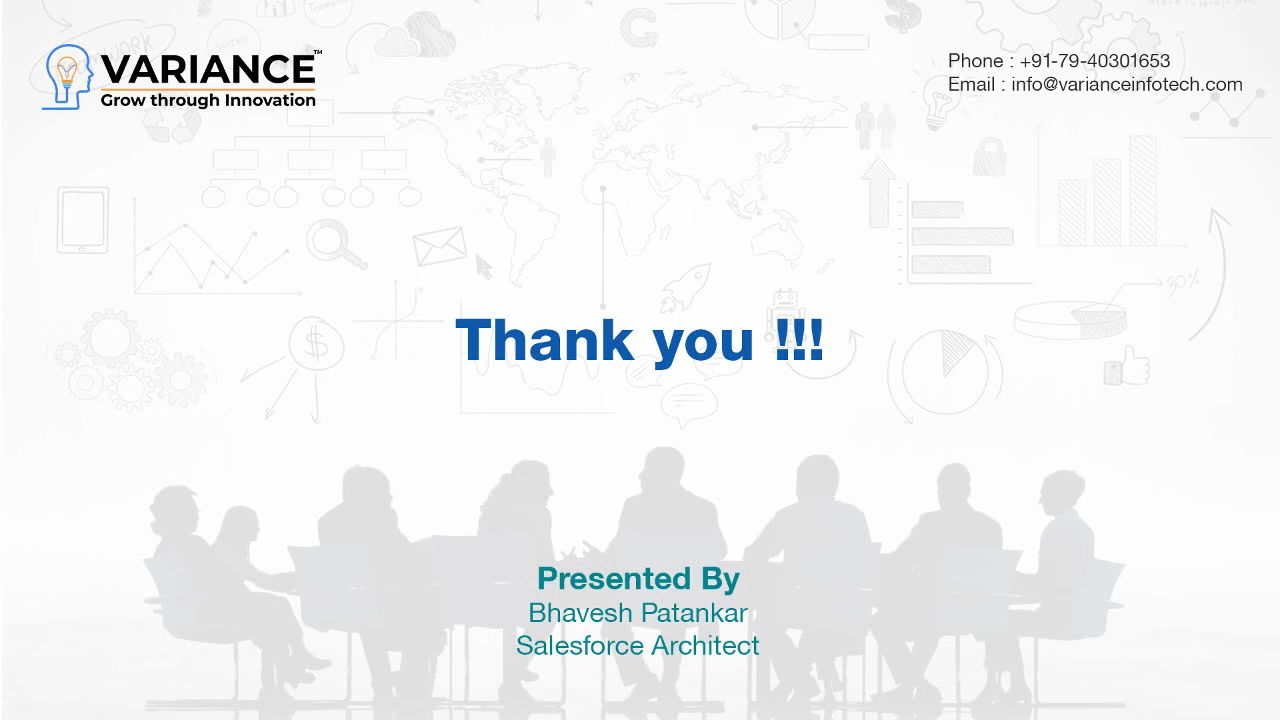 VARIANCE™
Grow through Innovation
Phone : +91-79-40301653
Email : info@varianceinfotech.com
30%
Thank you !!!
Presented By
Bhavesh Patankar
Salesforce Architect